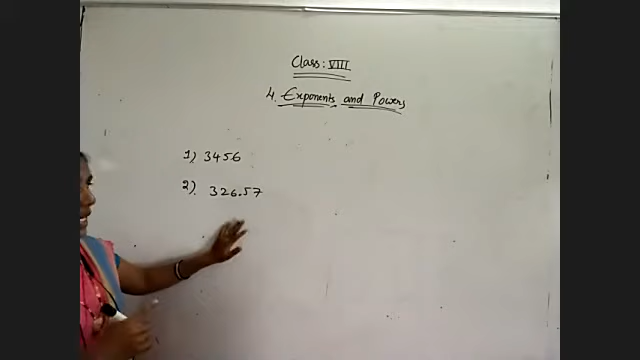 Class: VIII
4. Exponents and Powers
1) 3456
2). 326.57